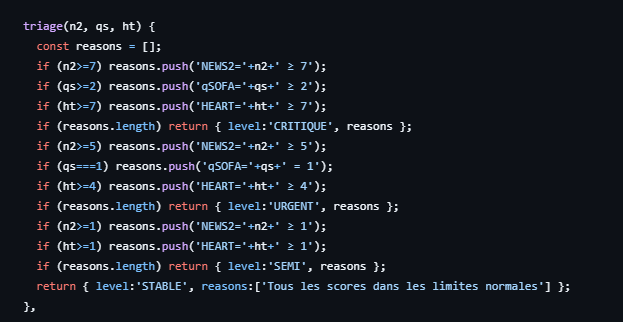 triage(n2, qs, ht) {
const reasons = [];
if (n2>=7) reasons.push('NEWS2='+n2+' ≥ 7');
if (qs>=2) reasons.push('qSOFA='+qs+' ≥ 2');
if (ht>=7) reasons.push('HEART='+ht+' ≥ 7');
if (reasons.length) return { level:'CRITIQUE', reasons };
if (n2>=5) reasons.push('NEWS2='+n2+' ≥ 5');
if (qs===1) reasons.push('qSOFA='+qs+' = 1');
if (ht>=4) reasons.push('HEART='+ht+' ≥ 4');
if (reasons.length) return { level:'URGENT', reasons };
if (n2>=1) reasons.push('NEWS2='+n2+' ≥ 1');
if (ht>=1) reasons.push('HEART='+ht+' ≥ 1');
if (reasons.length) return { level:'SEMI', reasons };
return { level:'STABLE', reasons:['Tous les scores dans les limites normales'] };
},